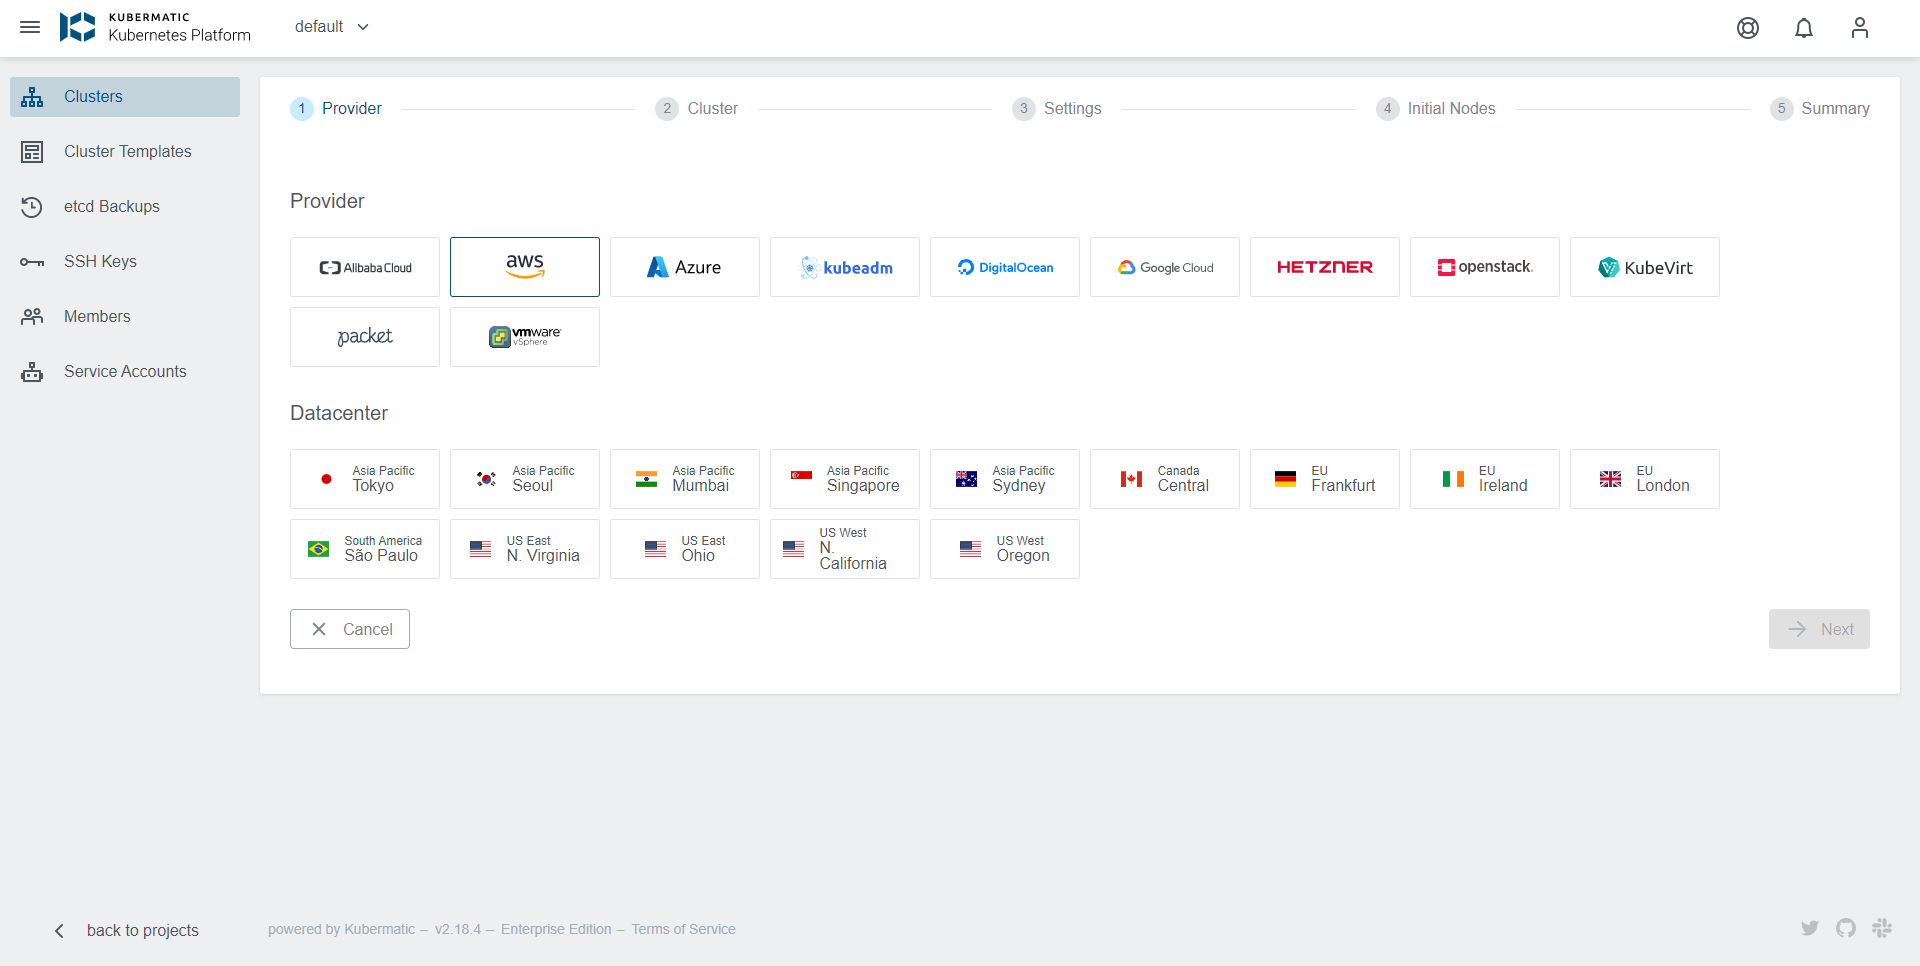 KUBERMATIC
Kubernetes Platform
default
Clusters
Cluster Templates
etcd Backups
SSH Keys
Members
Service Accounts
1 Provider
2 Cluster
3 Settings
4 Initial Nodes
5 Summary
Provider
Alibaba Cloud
aws
Azure
kubeadm
DigitalOcean
Google Cloud
HETZNER
openstack.
KubeVirt
packet
vmware
vSphere
Datacenter
Asia Pacific
Tokyo
Asia Pacific
Seoul
Asia Pacific
Mumbai
Asia Pacific
Singapore
Asia Pacific
Sydney
Canada
Central
EU
Frankfurt
EU
Ireland
EU
London
South America
São Paulo
US East
N. Virginia
US East
Ohio
US West
N.
California
US West
Oregon
Cancel
Next
back to projects
powered by Kubermatic – v2.18.4 – Enterprise Edition – Terms of Service